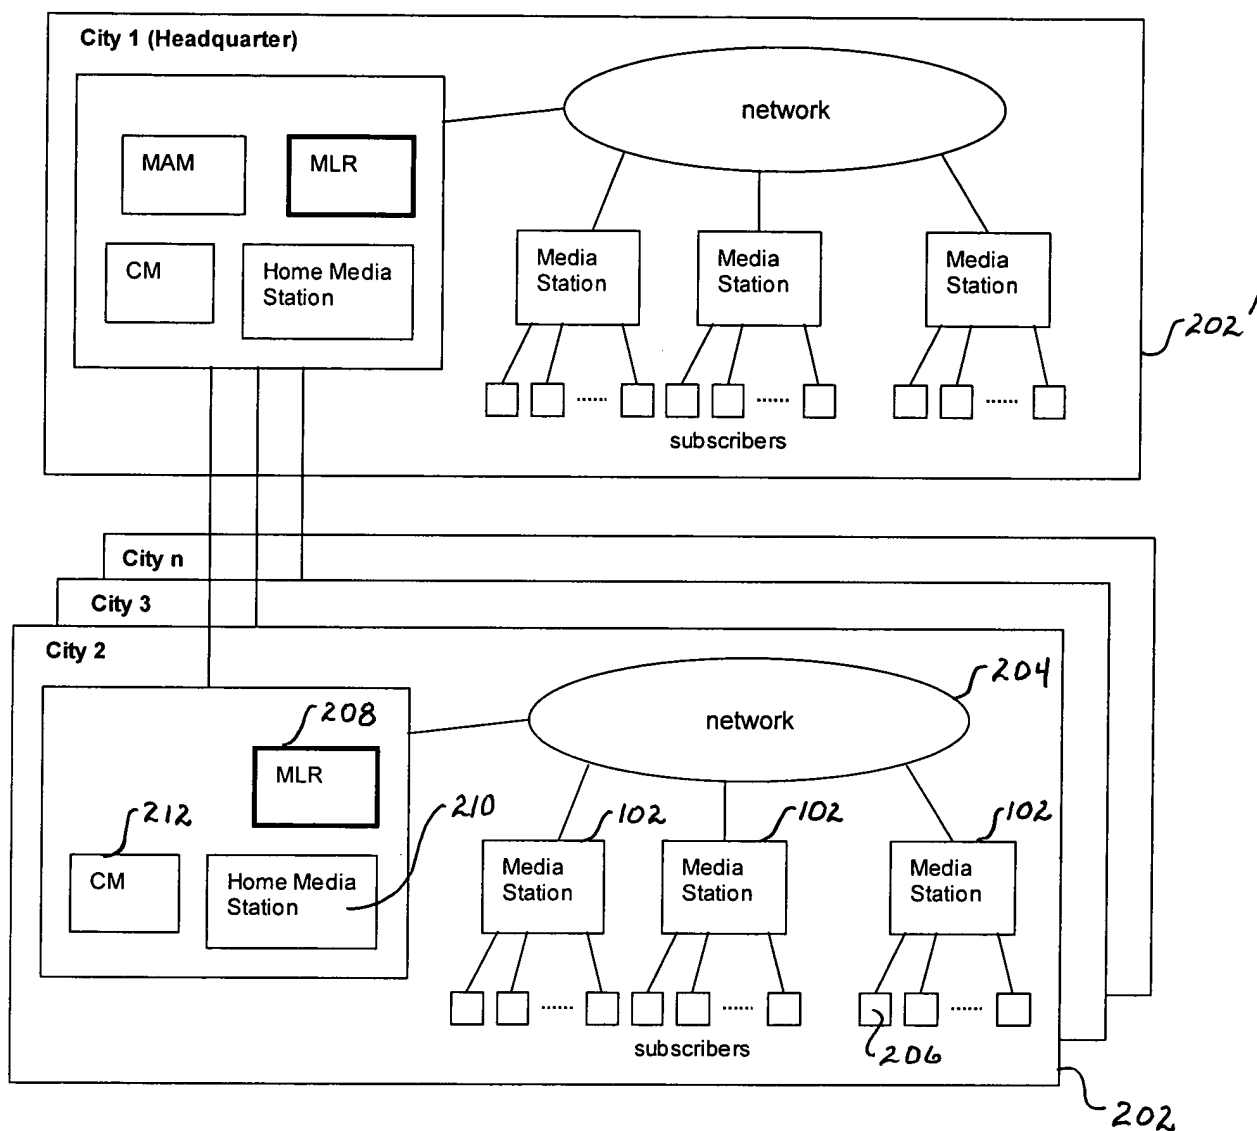 City 1 (Headquarter)
network
MAM
MLR
CM
Home Media
Station
Media
Station
Media
Station
Media
Station
202'
......
......
......
subscribers
City n
City 3
City 2
204
network
208
MLR
212
CM
210
Home Media
Station
102
102
102
Media
Station
Media
Station
Media
Station
......
......
......
206
subscribers
202